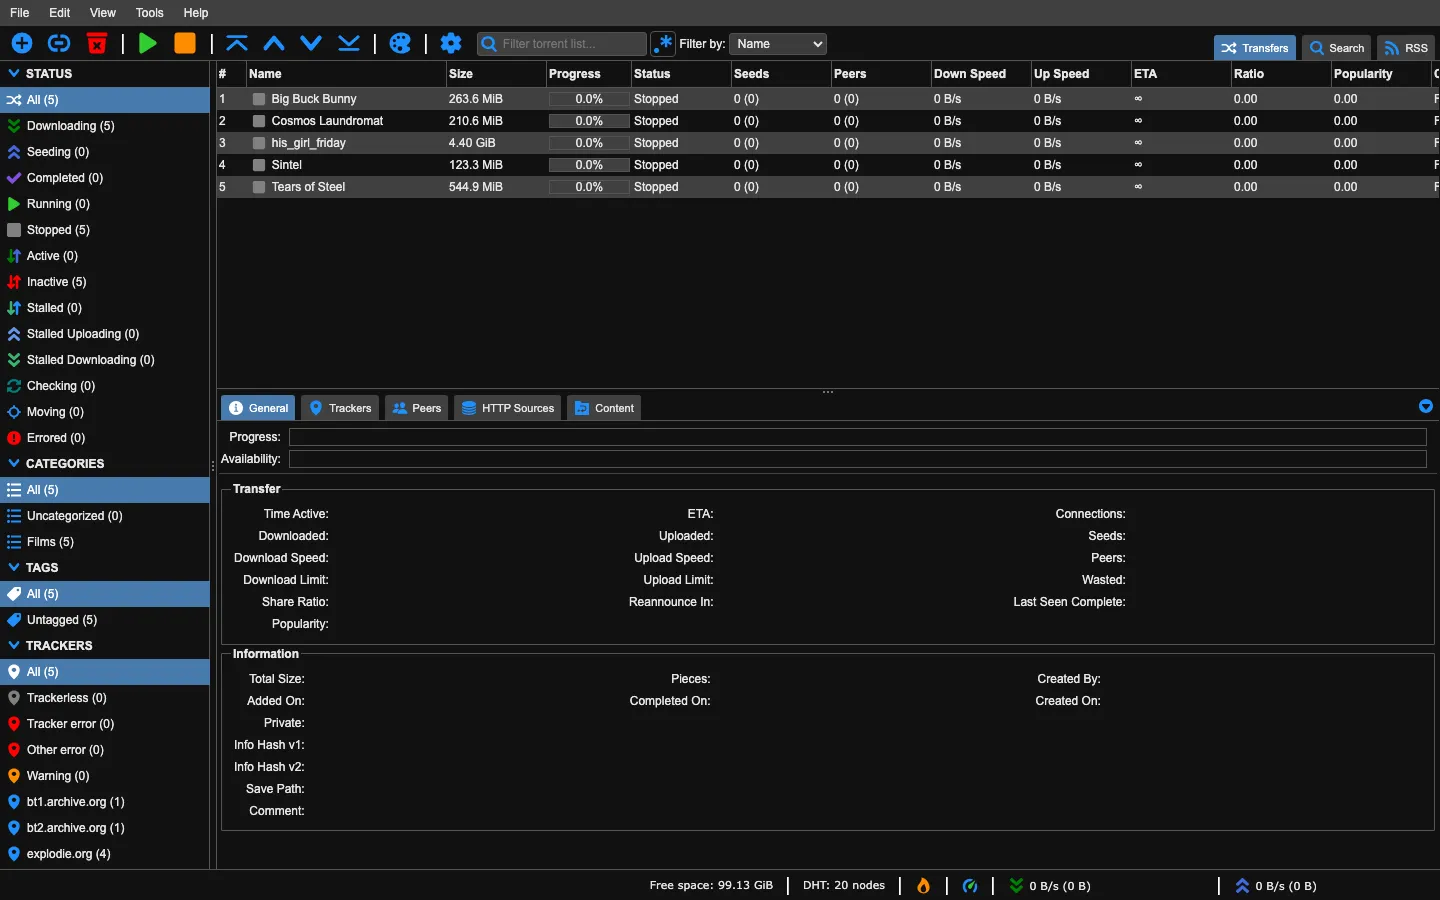 File Edit View Tools Help
Filter torrent list... .* Filter by: Name Transfers Search RSS
STATUS
All (5)
Downloading (5)
Seeding (0)
Completed (0)
Running (0)
Stopped (5)
Active (0)
Inactive (5)
Stalled (0)
Stalled Uploading (0)
Stalled Downloading (0)
Checking (0)
Moving (0)
Errored (0)
CATEGORIES
All (5)
Uncategorized (0)
Films (5)
TAGS
All (5)
Untagged (5)
TRACKERS
All (5)
Trackerless (0)
Tracker error (0)
Other error (0)
Warning (0)
bt1.archive.org (1)
bt2.archive.org (1)
explodie.org (4)
# Name Size Progress Status Seeds Peers Down Speed Up Speed ETA Ratio Popularity
1 Big Buck Bunny 263.6 MiB 0.0% Stopped 0 (0) 0 (0) 0 B/s 0 B/s ∞ 0.00 0.00
2 Cosmos Laundromat 210.6 MiB 0.0% Stopped 0 (0) 0 (0) 0 B/s 0 B/s ∞ 0.00 0.00
3 his_girl_friday 4.40 GiB 0.0% Stopped 0 (0) 0 (0) 0 B/s 0 B/s ∞ 0.00 0.00
4 Sintel 123.3 MiB 0.0% Stopped 0 (0) 0 (0) 0 B/s 0 B/s ∞ 0.00 0.00
5 Tears of Steel 544.9 MiB 0.0% Stopped 0 (0) 0 (0) 0 B/s 0 B/s ∞ 0.00 0.00
General Trackers Peers HTTP Sources Content
Progress:
Availability:
Transfer
Time Active: ETA: Connections:
Downloaded: Uploaded: Seeds:
Download Speed: Upload Speed: Peers:
Download Limit: Upload Limit: Wasted:
Share Ratio: Reannounce In: Last Seen Complete:
Popularity:
Information
Total Size: Pieces: Created By:
Added On: Completed On: Created On:
Private:
Info Hash v1:
Info Hash v2:
Save Path:
Comment:
Free space: 99.13 GiB DHT: 20 nodes 0 B/s (0 B) 0 B/s (0 B)